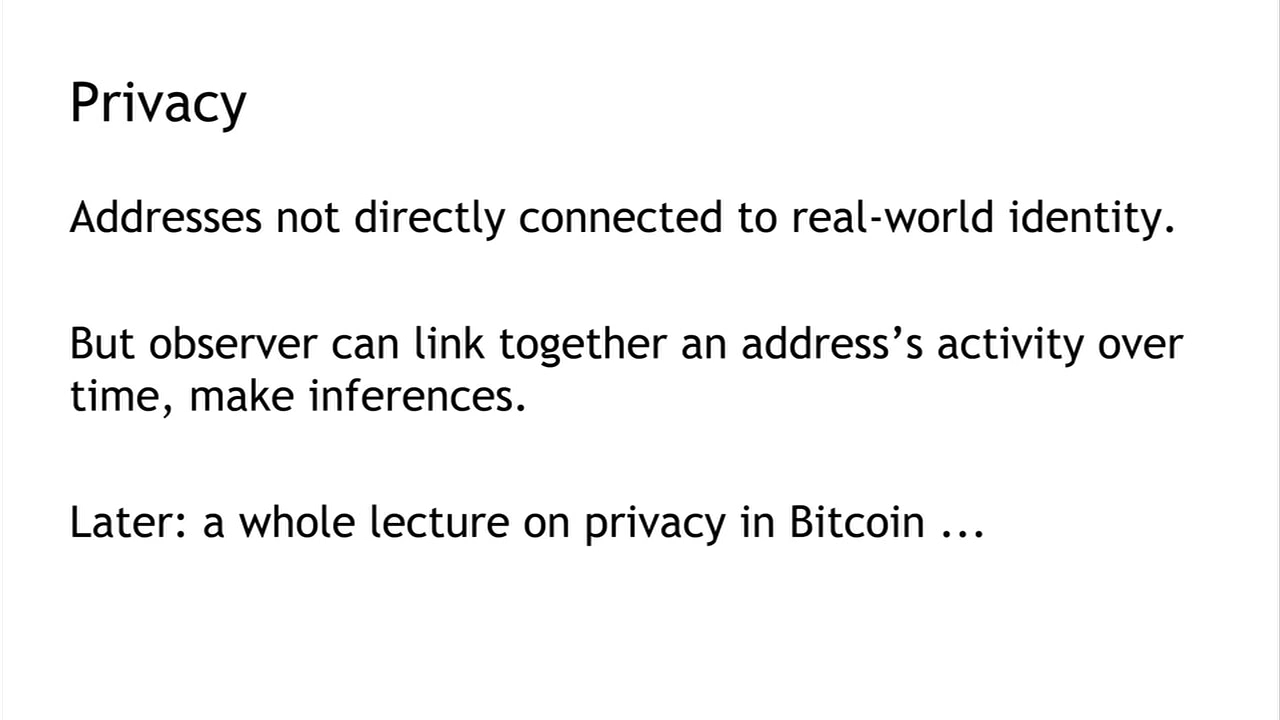 Privacy
Addresses not directly connected to real-world identity.
But observer can link together an address’s activity over
time, make inferences.
Later: a whole lecture on privacy in Bitcoin ...